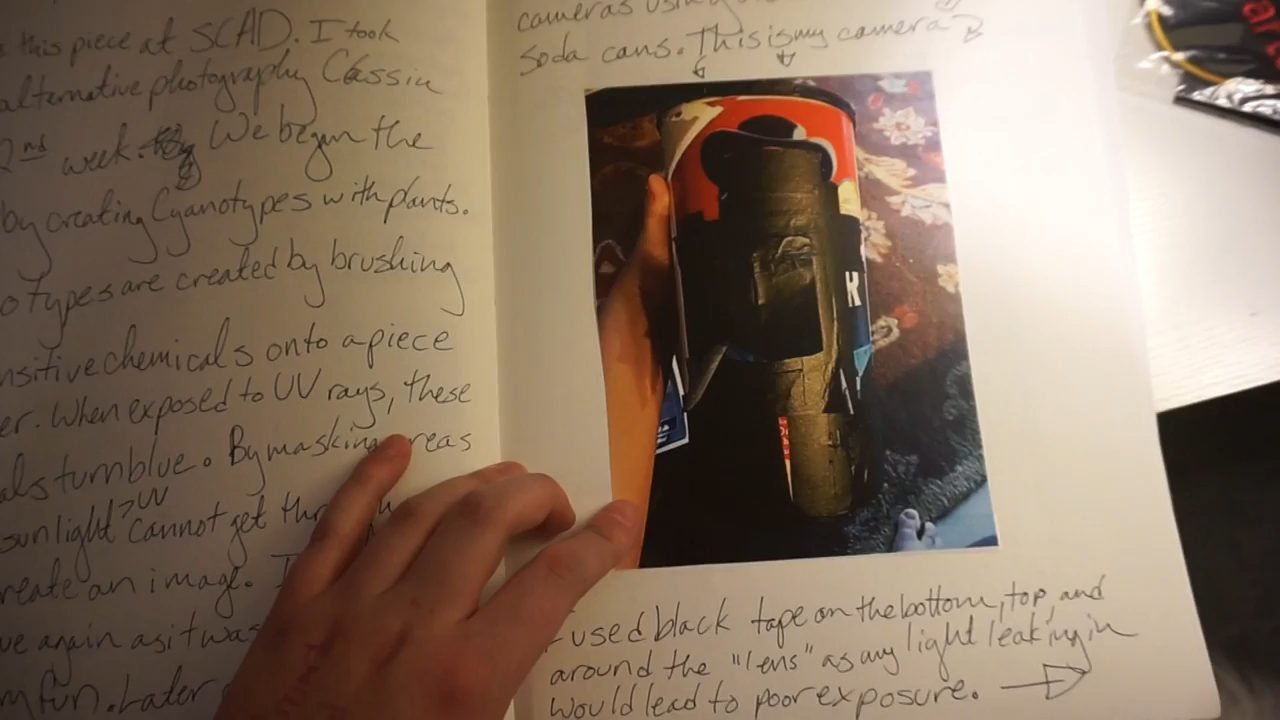 this piece at SCAD. I took
alternative photography Class in
2nd week. We began the
by creating Cyanotypes with plants.
otypes are created by brushing
nsitive chemicals onto a piece
er. When exposed to UV rays, these
als turn blue. By masking areas
sunlight > UV cannot get
create an image. I
ve again as it was
fun. Later
cameras using
soda cans. This is my camera
K
I used black tape on the bottom, top, and
around the "lens" as any light leaking in
would lead to poor exposure.